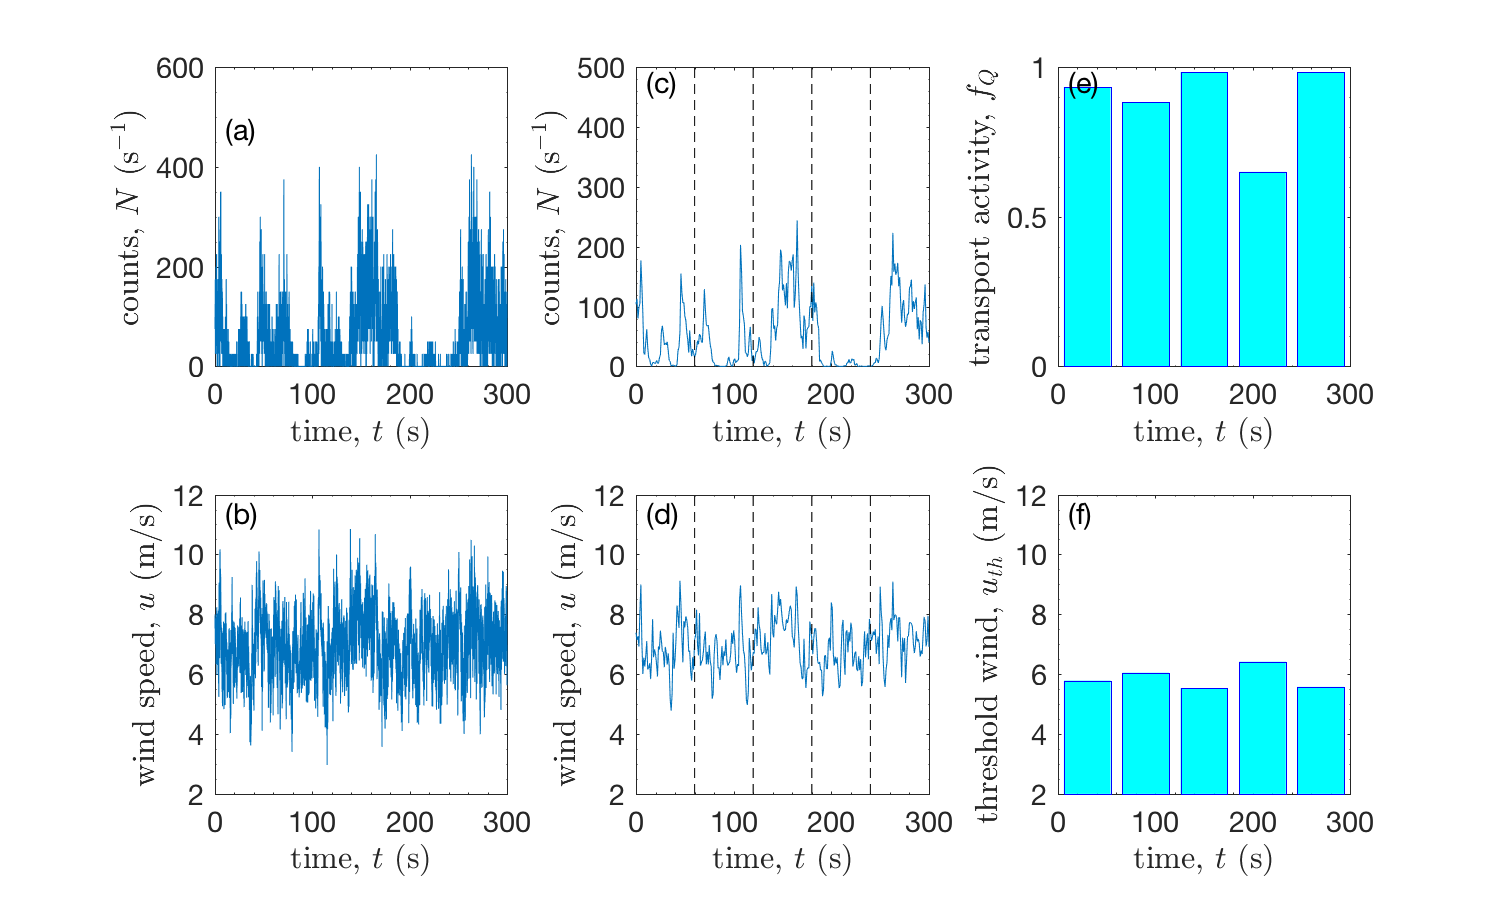 600
400
200
0
0 100 200 300
counts, N (s⁻¹)
time, t (s)
(a)
500
400
300
200
100
0
0 100 200 300
counts, N (s⁻¹)
time, t (s)
(c)
1
0.5
0
0 100 200 300
transport activity, f_Q
time, t (s)
(e)
12
10
8
6
4
2
0 100 200 300
wind speed, u (m/s)
time, t (s)
(b)
12
10
8
6
4
2
0 100 200 300
wind speed, u (m/s)
time, t (s)
(d)
12
10
8
6
4
2
0 100 200 300
threshold wind, u_th (m/s)
time, t (s)
(f)